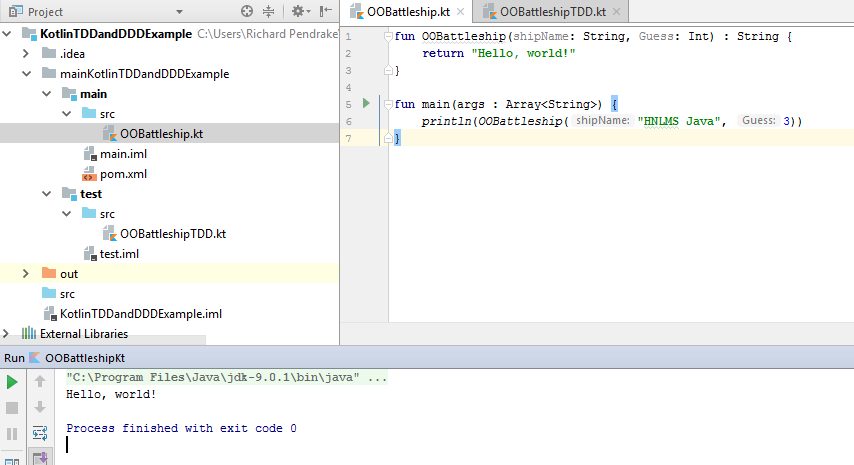 Project
KotlinTDDandDDDExample C:\Users\Richard Pendrake
.idea
mainKotlinTDDandDDDExample
main
src
OOBattleship.kt
main.iml
pom.xml
test
src
OOBattleshipTDD.kt
test.iml
out
src
KotlinTDDandDDDExample.iml
External Libraries
OOBattleship.kt OOBattleshipTDD.kt
1 fun OOBattleship(shipName: String, Guess: Int) : String {
2 return "Hello, world!"
3 }
4
5 fun main(args : Array<String>) {
6 println(OOBattleship( shipName: "HNLMS Java", Guess: 3))
7 }
Run OOBattleshipKt
"C:\Program Files\Java\jdk-9.0.1\bin\java" ...
Hello, world!
Process finished with exit code 0